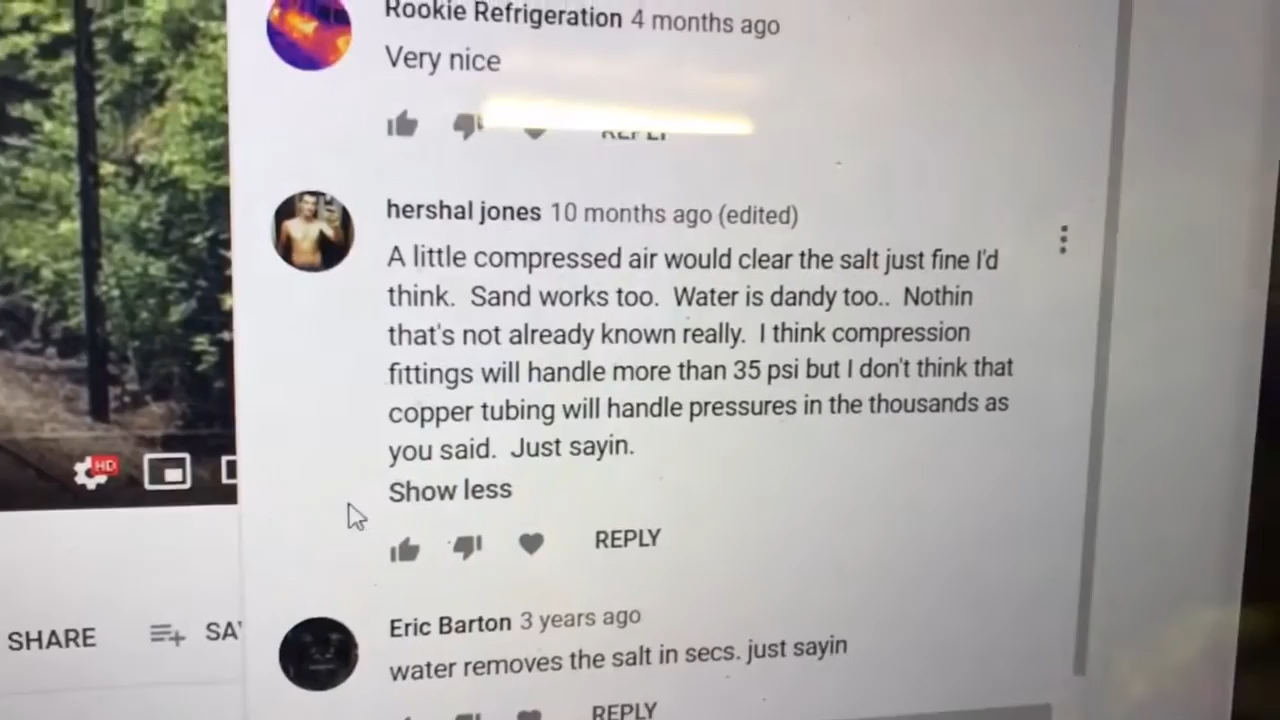 Rookie Refrigeration 4 months ago
Very nice
REPLY
hershal jones 10 months ago (edited)
A little compressed air would clear the salt just fine I'd
think. Sand works too. Water is dandy too.. Nothin
that's not already known really. I think compression
fittings will handle more than 35 psi but I don't think that
copper tubing will handle pressures in the thousands as
you said. Just sayin.
Show less
REPLY
HD
Eric Barton 3 years ago
water removes the salt in secs. just sayin
REPLY
SHARE SA